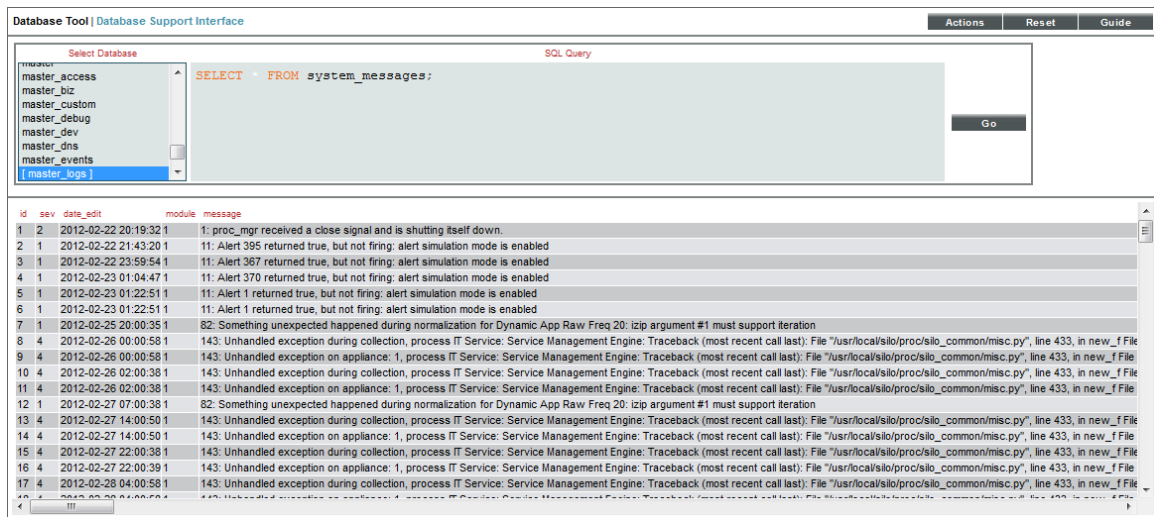 Database Tool | Database Support Interface
Actions Reset Guide
Select Database
SQL Query
master
master_access
master_biz
master_custom
master_debug
master_dev
master_dns
master_events
[ master_logs ]
SELECT * FROM system_messages;
Go
id sev date_edit module message
1 2 2012-02-22 20:19:32 1 1: proc_mgr received a close signal and is shutting itself down.
2 1 2012-02-22 21:43:20 1 11: Alert 395 returned true, but not firing: alert simulation mode is enabled
3 1 2012-02-22 23:59:54 1 11: Alert 367 returned true, but not firing: alert simulation mode is enabled
4 1 2012-02-23 01:04:47 1 11: Alert 370 returned true, but not firing: alert simulation mode is enabled
5 1 2012-02-23 01:22:51 1 11: Alert 1 returned true, but not firing: alert simulation mode is enabled
6 1 2012-02-23 01:22:51 1 11: Alert 1 returned true, but not firing: alert simulation mode is enabled
7 1 2012-02-25 20:00:35 1 82: Something unexpected happened during normalization for Dynamic App Raw Freq 20: izip argument #1 must support iteration
8 4 2012-02-26 00:00:58 1 143: Unhandled exception during collection, process IT Service: Service Management Engine: Traceback (most recent call last): File "/usr/local/silo/proc/silo_common/misc.py", line 433, in new_f File
9 4 2012-02-26 00:00:58 1 143: Unhandled exception on appliance: 1, process IT Service: Service Management Engine: Traceback (most recent call last): File "/usr/local/silo/proc/silo_common/misc.py", line 433, in new_f File
10 4 2012-02-26 02:00:38 1 143: Unhandled exception during collection, process IT Service: Service Management Engine: Traceback (most recent call last): File "/usr/local/silo/proc/silo_common/misc.py", line 433, in new_f File
11 4 2012-02-26 02:00:38 1 143: Unhandled exception on appliance: 1, process IT Service: Service Management Engine: Traceback (most recent call last): File "/usr/local/silo/proc/silo_common/misc.py", line 433, in new_f File
12 1 2012-02-27 07:00:38 1 82: Something unexpected happened during normalization for Dynamic App Raw Freq 20: izip argument #1 must support iteration
13 4 2012-02-27 14:00:50 1 143: Unhandled exception during collection, process IT Service: Service Management Engine: Traceback (most recent call last): File "/usr/local/silo/proc/silo_common/misc.py", line 433, in new_f File
14 4 2012-02-27 14:00:50 1 143: Unhandled exception on appliance: 1, process IT Service: Service Management Engine: Traceback (most recent call last): File "/usr/local/silo/proc/silo_common/misc.py", line 433, in new_f File
15 4 2012-02-27 22:00:38 1 143: Unhandled exception during collection, process IT Service: Service Management Engine: Traceback (most recent call last): File "/usr/local/silo/proc/silo_common/misc.py", line 433, in new_f File
16 4 2012-02-27 22:00:39 1 143: Unhandled exception on appliance: 1, process IT Service: Service Management Engine: Traceback (most recent call last): File "/usr/local/silo/proc/silo_common/misc.py", line 433, in new_f File
17 4 2012-02-28 04:00:58 1 143: Unhandled exception during collection, process IT Service: Service Management Engine: Traceback (most recent call last): File "/usr/local/silo/proc/silo_common/misc.py", line 433, in new_f File